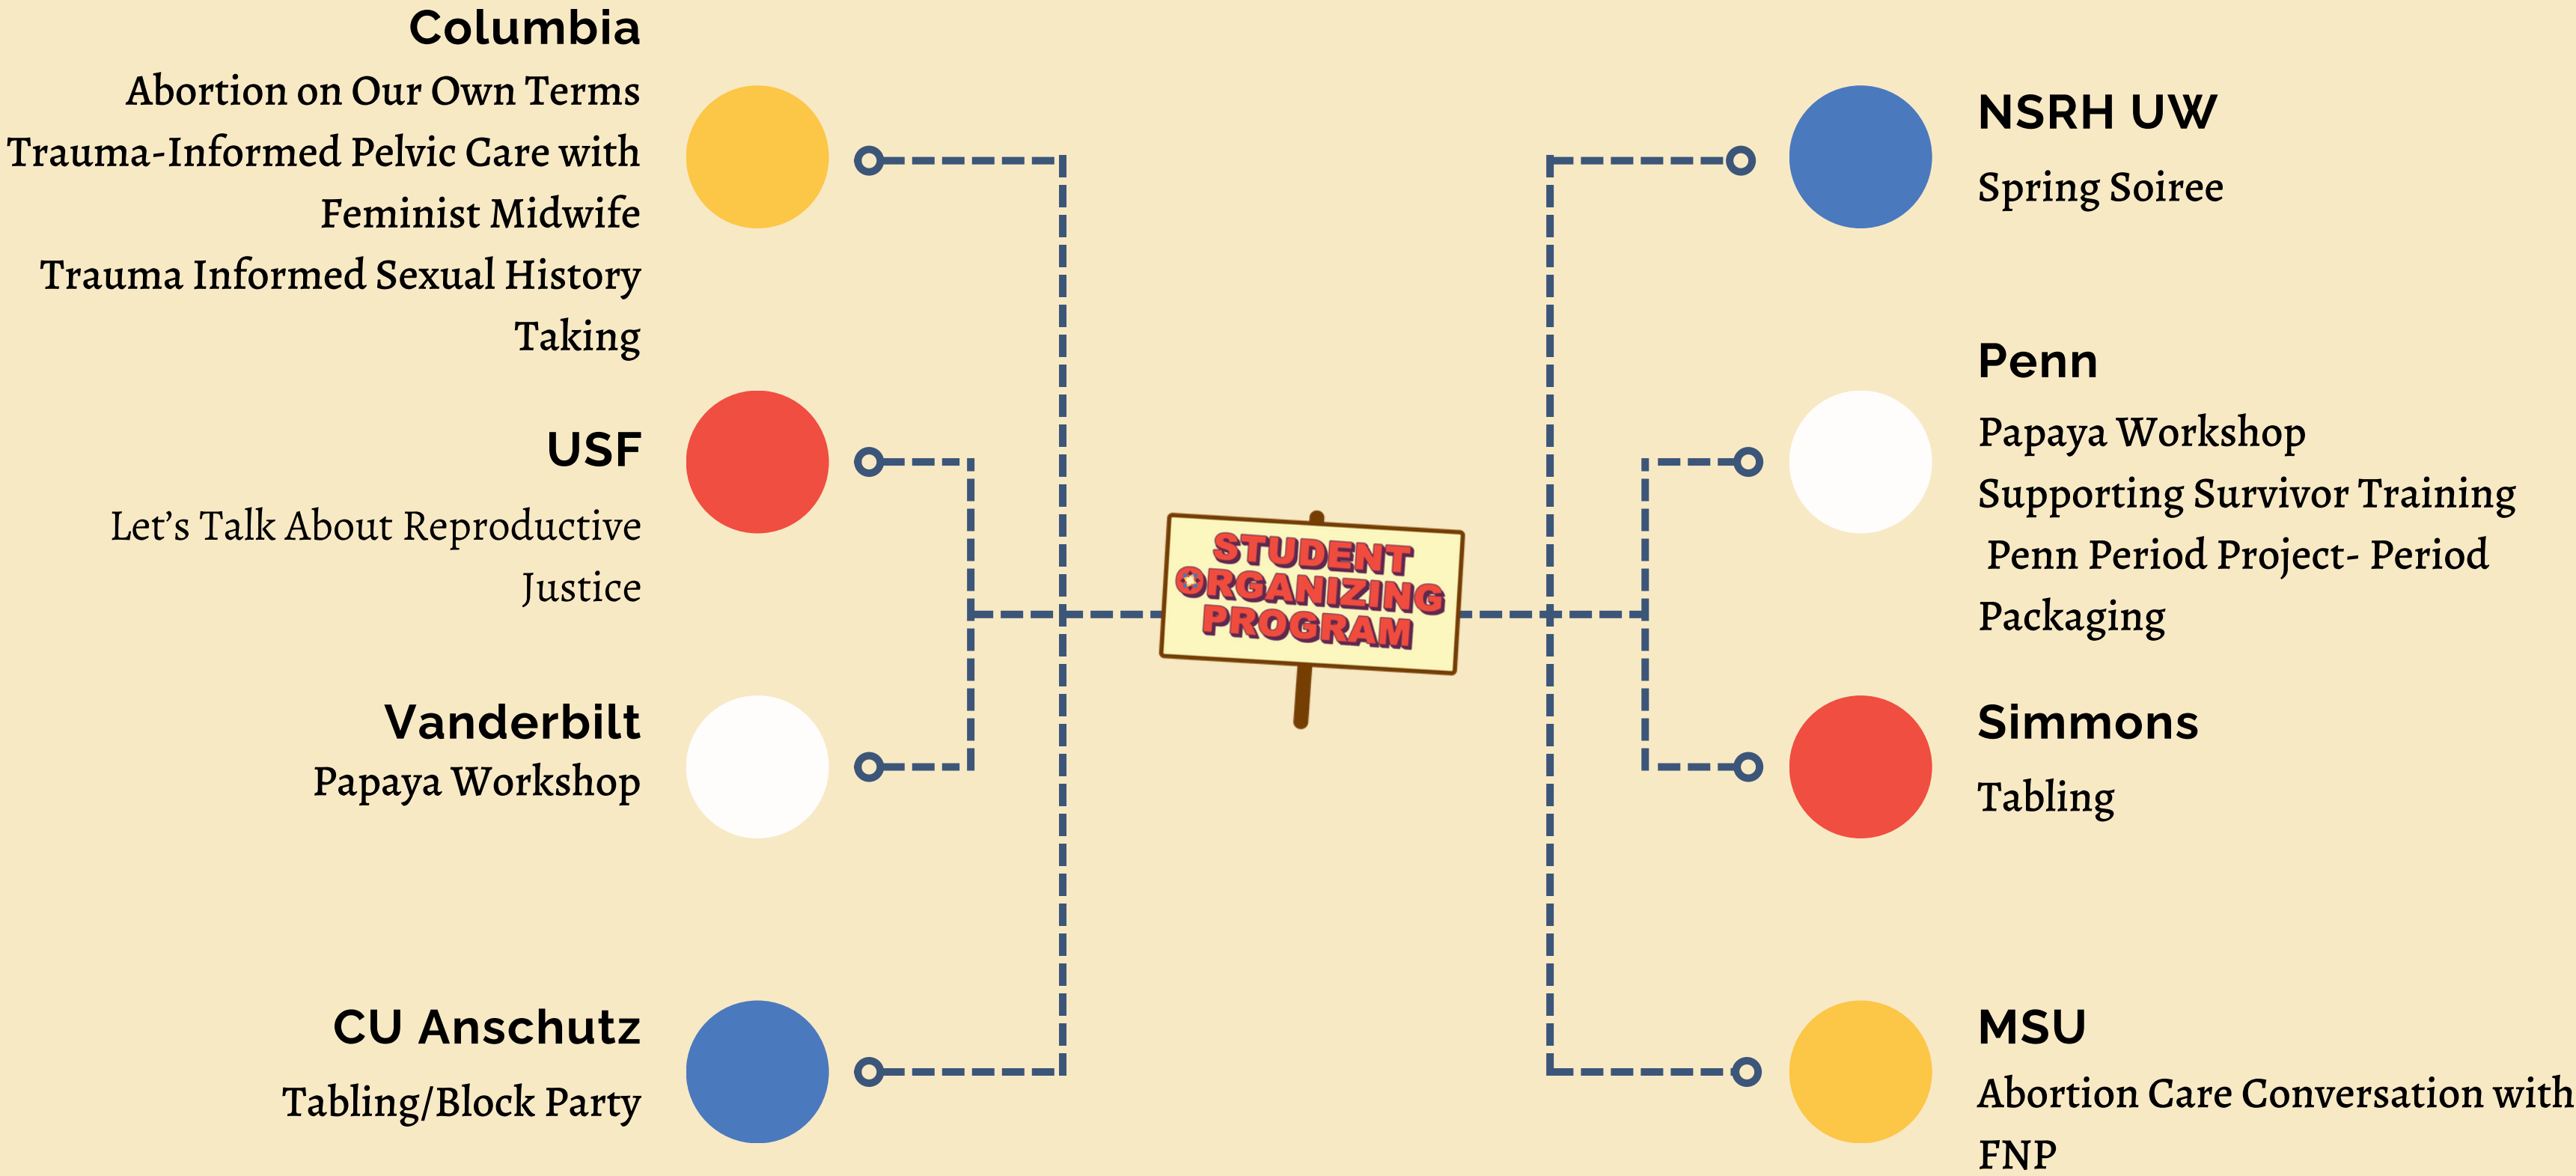 Columbia
Abortion on Our Own Terms
Trauma-Informed Pelvic Care with
Feminist Midwife
Trauma Informed Sexual History
Taking
USF
Let’s Talk About Reproductive
Justice
Vanderbilt
Papaya Workshop
CU Anschutz
Tabling/Block Party
STUDENT
ORGANIZING
PROGRAM
NSRH UW
Spring Soiree
Penn
Papaya Workshop
Supporting Survivor Training
Penn Period Project- Period
Packaging
Simmons
Tabling
MSU
Abortion Care Conversation with
FNP